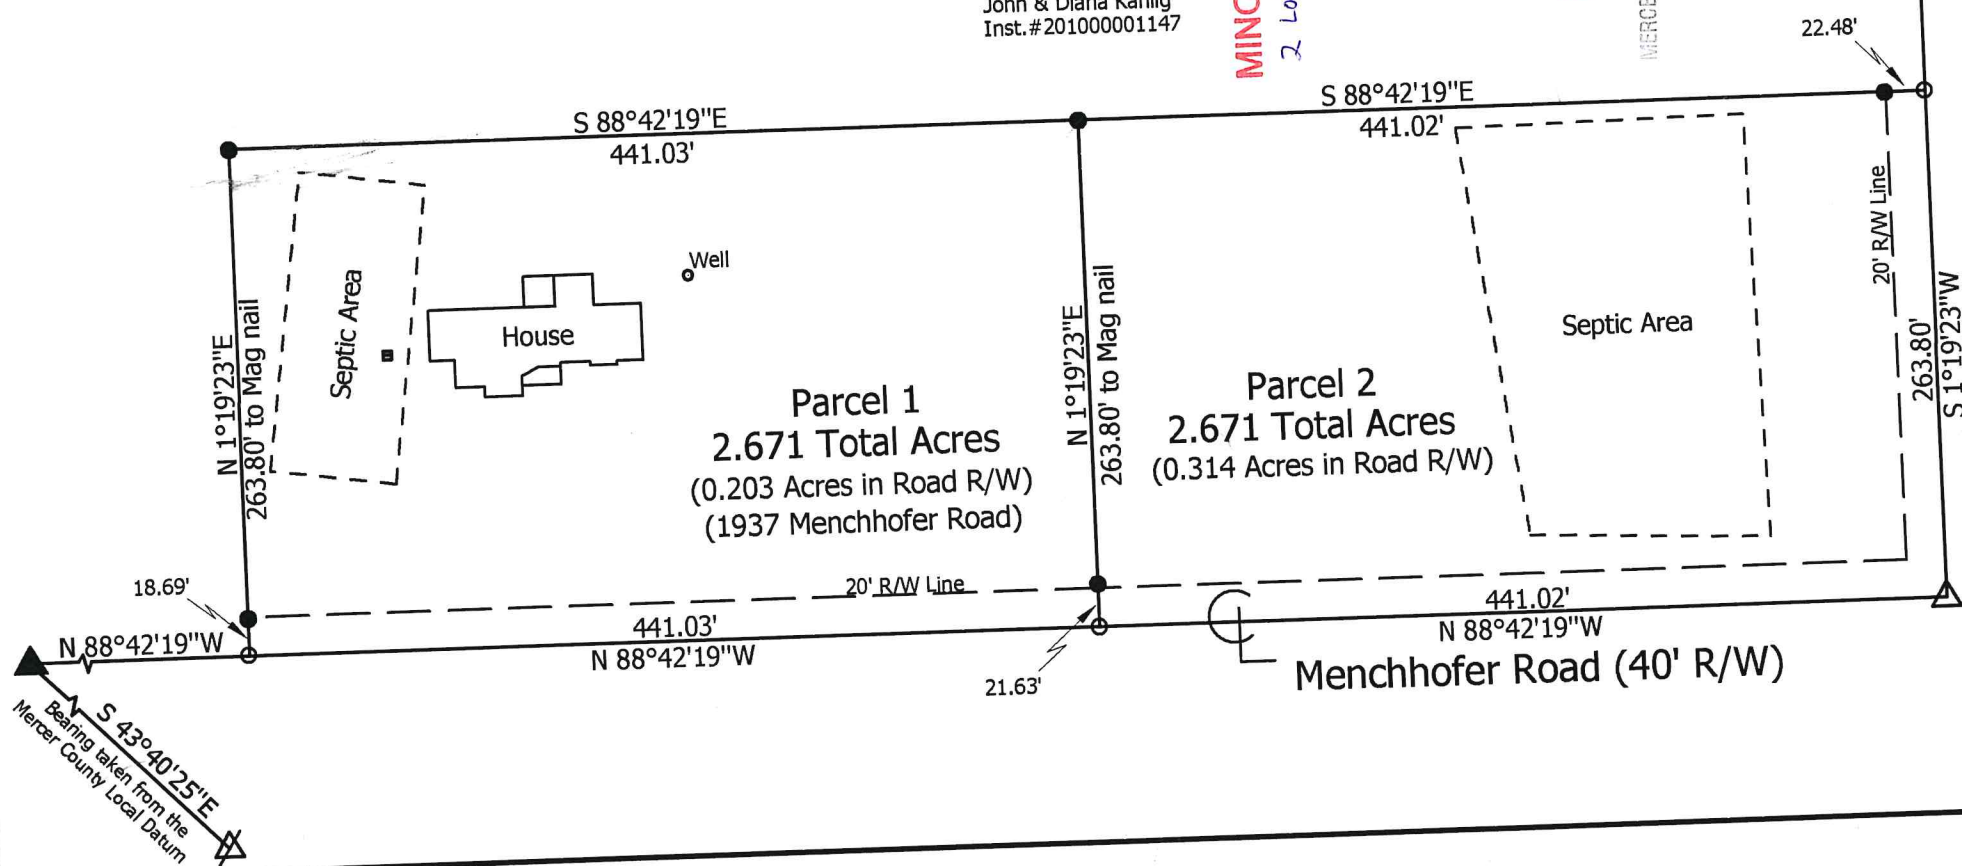 John & Diana Kahlig
Inst.#201000001147
MINO
2 Lo
MERCE
22.48'
S 88°42'19"E
441.03'
S 88°42'19"E
441.02'
20' R/W Line
263.80'
S 1°19'23"W
N 1°19'23"E
263.80' to Mag nail
Septic Area
House
Well
N 1°19'23"E
263.80' to Mag nail
Septic Area
Parcel 1
2.671 Total Acres
(0.203 Acres in Road R/W)
(1937 Menchhofer Road)
Parcel 2
2.671 Total Acres
(0.314 Acres in Road R/W)
18.69'
20' R/W Line
N 88°42'19"W
441.03'
N 88°42'19"W
21.63'
441.02'
N 88°42'19"W
Menchhofer Road (40' R/W)
S 43°40'25"E
Bearing taken from the
Mercer County Local Datum